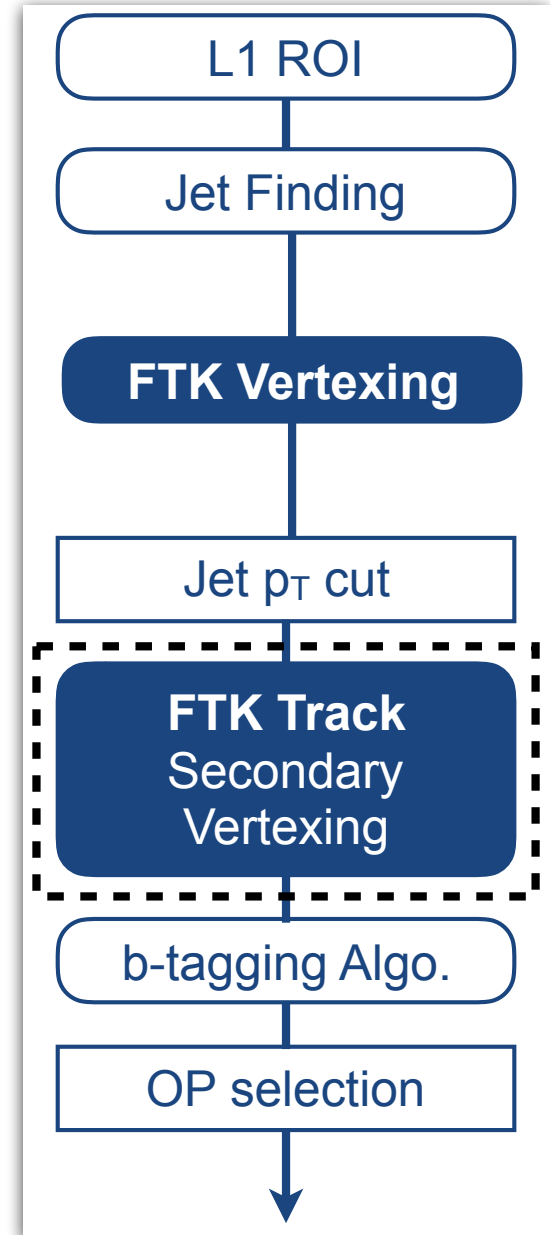 L1 ROI
Jet Finding
FTK Vertexing
Jet pT cut
FTK Track
Secondary
Vertexing
b-tagging Algo.
OP selection